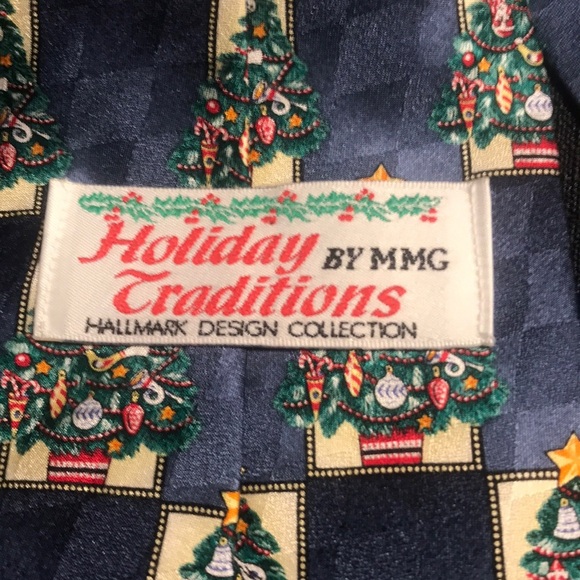 Holiday BY MMG
Traditions
HALLMARK DESIGN COLLECTION